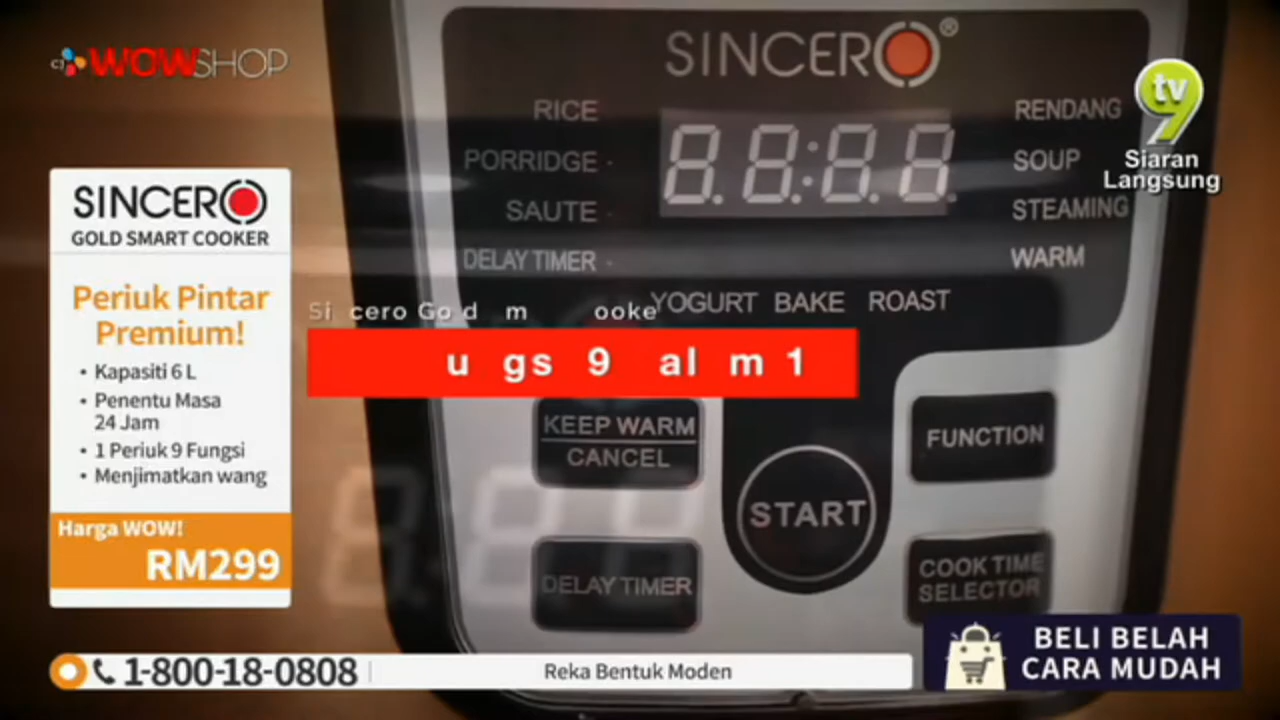 CJ WOWSHOP
tv9
Siaran
Langsung
SINCERO®
RICE
PORRIDGE
SAUTE
DELAY TIMER
88:88
RENDANG
SOUP
STEAMING
WARM
YOGURT BAKE ROAST
KEEP WARM
CANCEL
START
FUNCTION
DELAY TIMER
COOK TIME
SELECTOR
SINCERO
GOLD SMART COOKER
Periuk Pintar
Premium!
• Kapasiti 6 L
• Penentu Masa
24 Jam
• 1 Periuk 9 Fungsi
• Menjimatkan wang
Harga WOW!
RM299
1-800-18-0808
Reka Bentuk Moden
BELI BELAH
CARA MUDAH